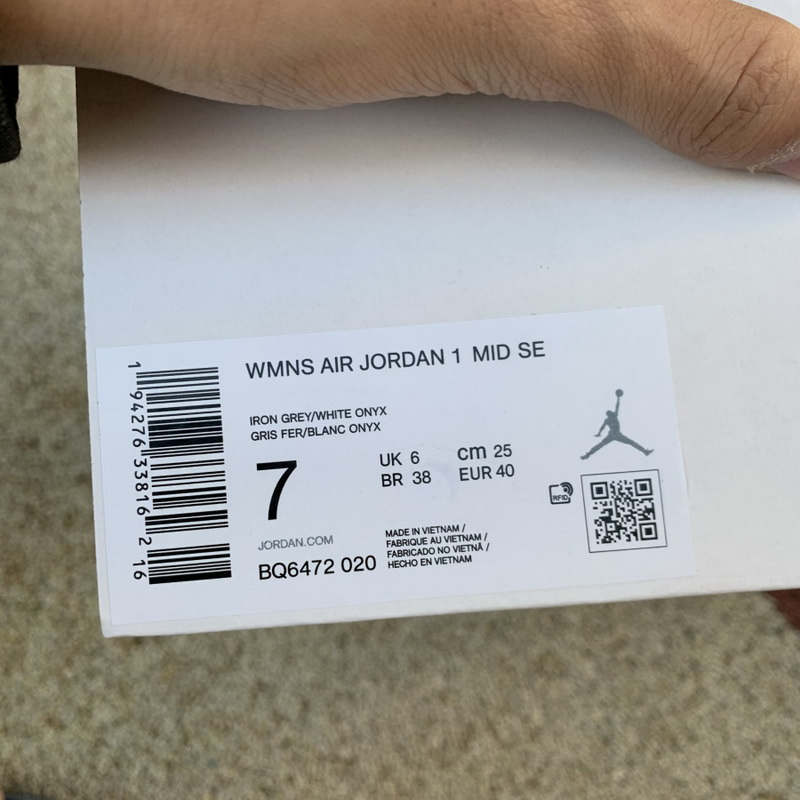 WMNS AIR JORDAN 1 MID SE
IRON GREY/WHITE ONYX
GRIS FER/BLANC ONYX
7
UK 6
cm 25
BR 38
EUR 40
RFID
JORDAN.COM
BQ6472 020
MADE IN VIETNAM /
FABRIQUE AU VIETNAM /
FABRICADO NO VIETNÃ /
HECHO EN VIETNAM
1 94276 33816 2 16